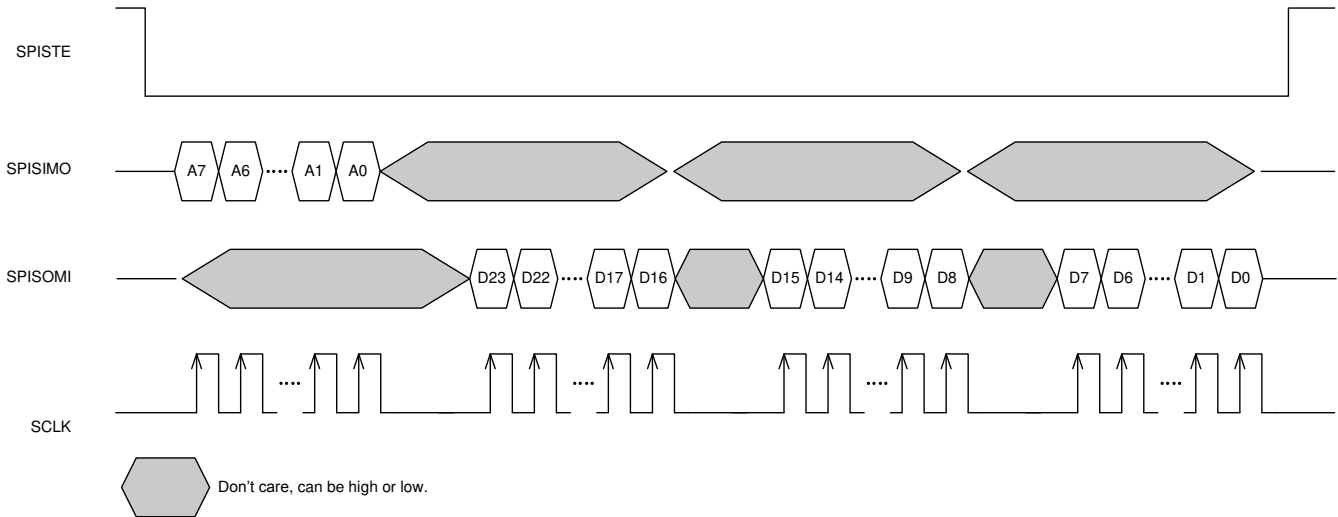 SPISTE
SPISIMO
A7 A6 .... A1 A0
SPISOMI
D23 D22 .... D17 D16 D15 D14 .... D9 D8 D7 D6 .... D1 D0
.... .... .... ....
SCLK
Don't care, can be high or low.